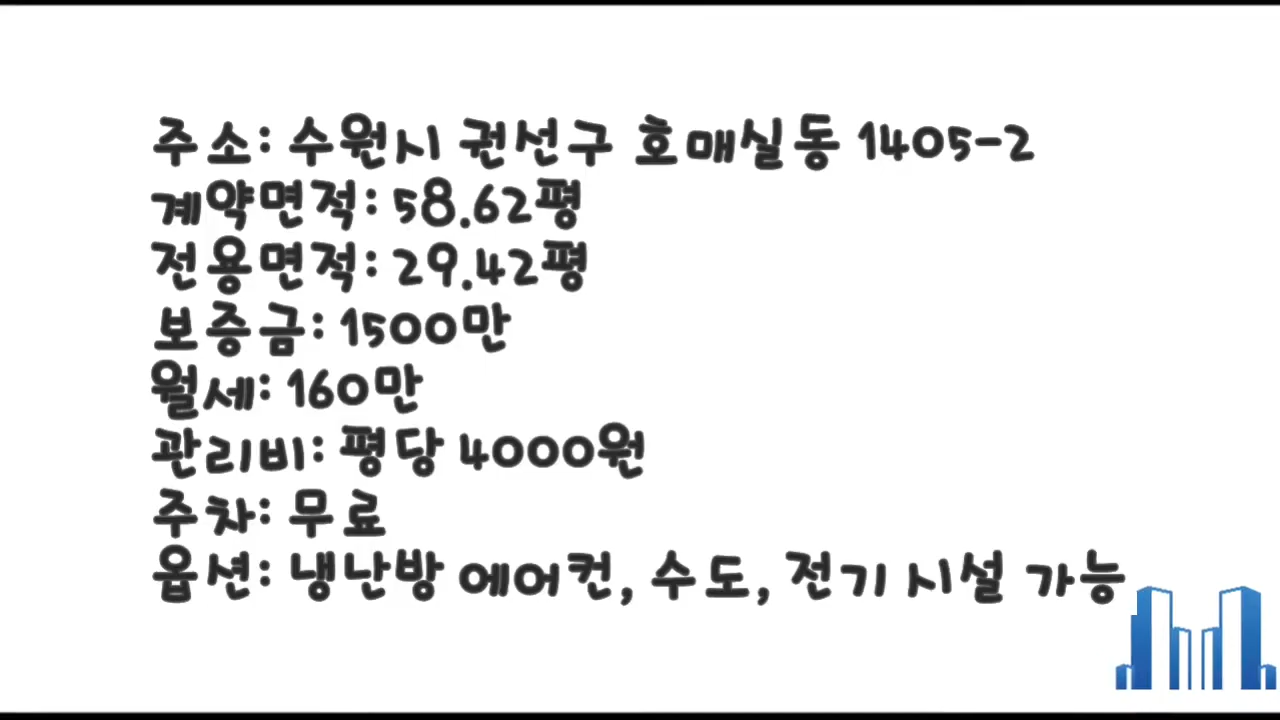 주소: 수원시 권선구 호매실동 1405-2
계약면적: 58.62평
전용면적: 29.42평
보증금: 1500만
월세: 160만
관리비: 평당 4000원
주차: 무료
옵션: 냉난방 에어컨, 수도, 전기 시설 가능